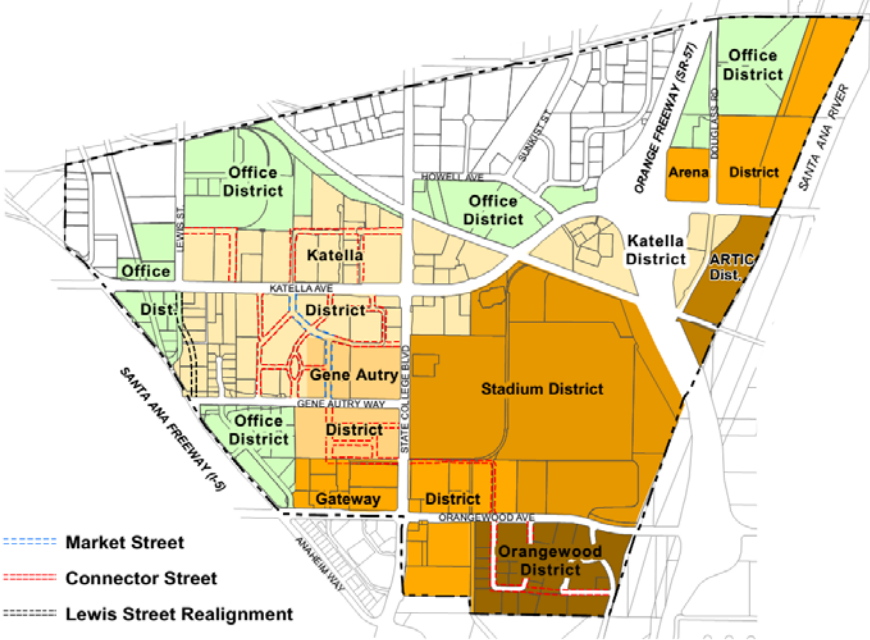 ORANGE FREEWAY (SR-57)
Office
District
DOUGLASS RD
SANTA ANA RIVER
SUNKIST ST
HOWELL AVE
Office
District
Arena
District
LEWIS ST.
Office
District
Katella
Katella
District
ARTIC
Dist.
Office
KATELLA AVE
Dist.
District
STATE COLLEGE BLVD
Gene Autry
Stadium District
SANTA ANA FREEWAY (I-5)
GENE AUTRY WAY
Office
District
District
Gateway
District
ORANGEWOOD AVE
Orangewood
District
ANAHEIM WAY
Market Street
Connector Street
Lewis Street Realignment